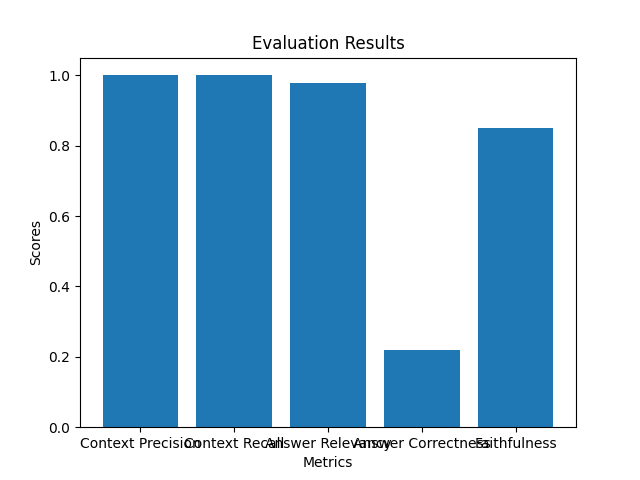 Evaluation Results
1.0
0.8
0.6
0.4
0.2
0.0
Scores
Context Precision Context Recall Answer Relevancy Answer Correctness Faithfulness
Metrics